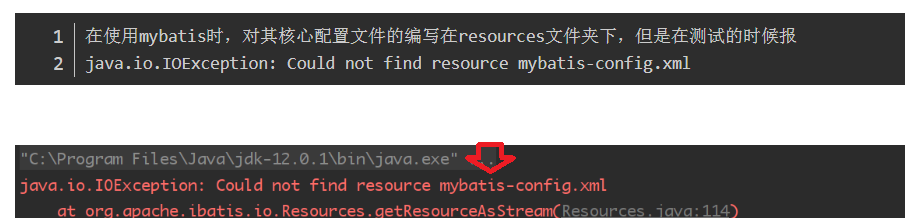 1 在使用mybatis时，对其核心配置文件的编写在resources文件夹下，但是在测试的时候报
2 java.io.IOException: Could not find resource mybatis-config.xml
"C:\Program Files\Java\jdk-12.0.1\bin\java.exe" ...
java.io.IOException: Could not find resource mybatis-config.xml
at org.apache.ibatis.io.Resources.getResourceAsStream(Resources.java:114)